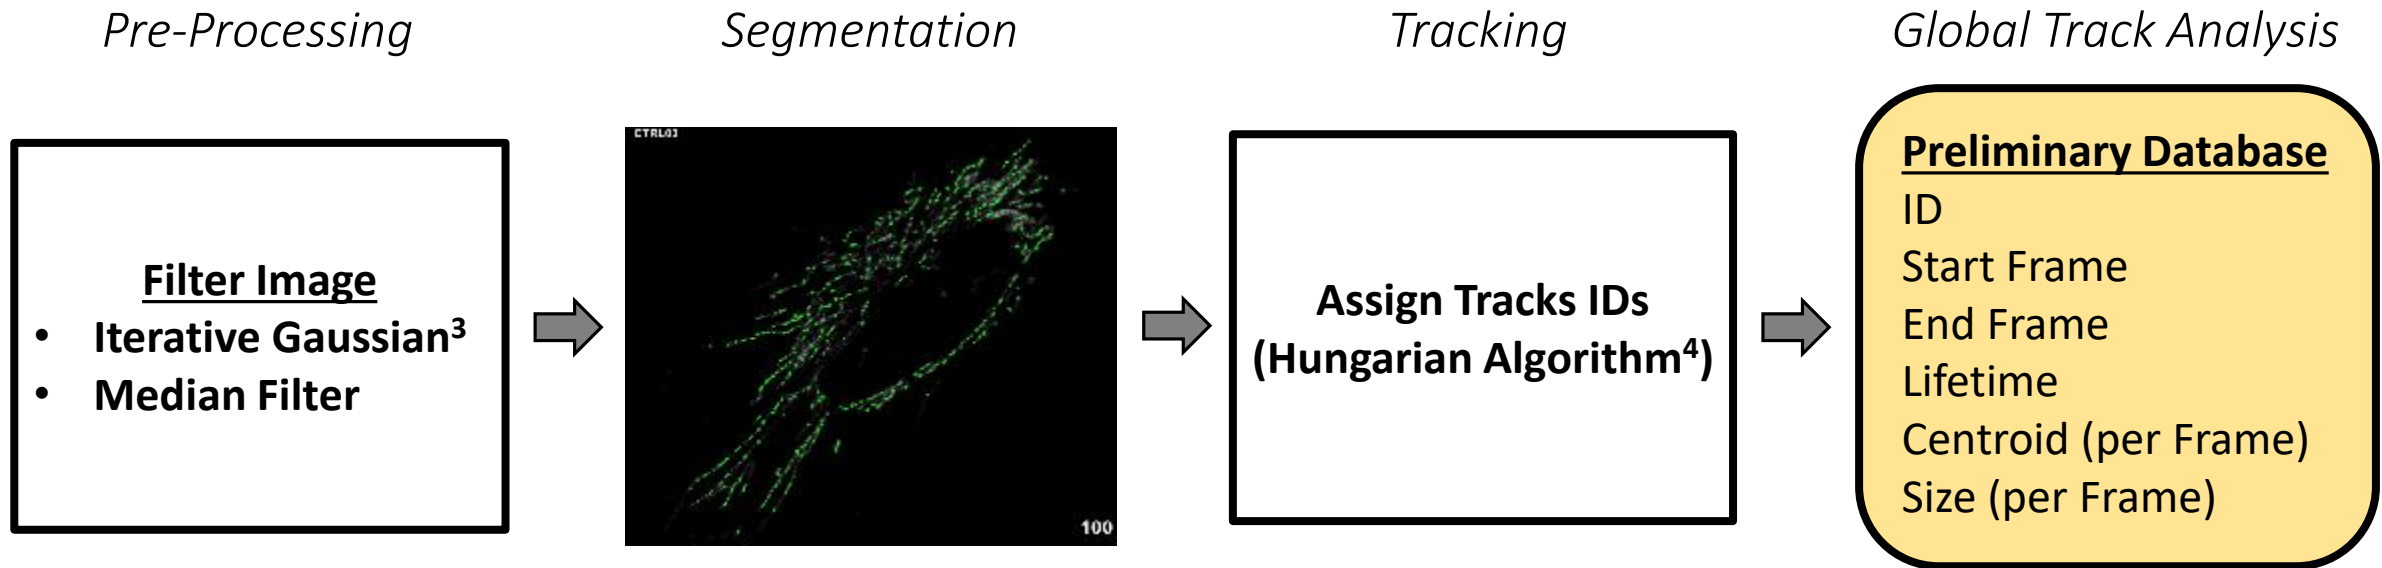 Pre-Processing
Segmentation
Tracking
Global Track Analysis
Filter Image
• Iterative Gaussian³
• Median Filter
CTRL03
100
Assign Tracks IDs
(Hungarian Algorithm⁴)
Preliminary Database
ID
Start Frame
End Frame
Lifetime
Centroid (per Frame)
Size (per Frame)